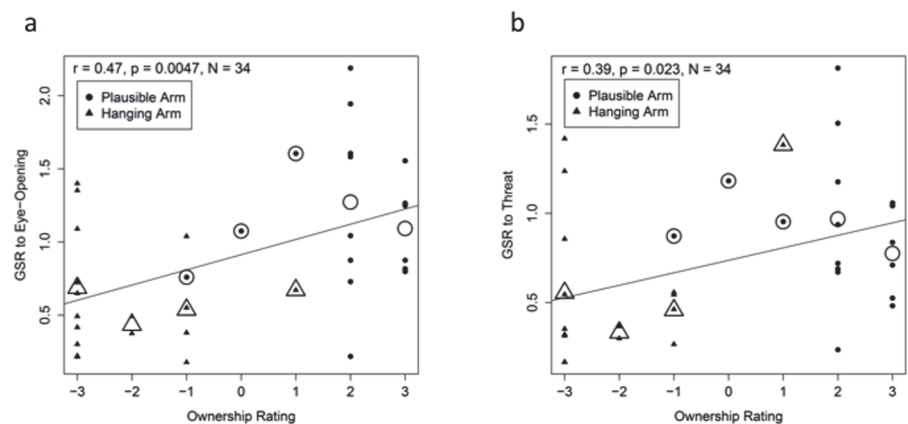 a
r = 0.47, p = 0.0047, N = 34
Plausible Arm
Hanging Arm
GSR to Eye-Opening
2.0
1.5
1.0
0.5
−3 −2 −1 0 1 2 3
Ownership Rating
b
r = 0.39, p = 0.023, N = 34
Plausible Arm
Hanging Arm
GSR to Threat
1.5
1.0
0.5
−3 −2 −1 0 1 2 3
Ownership Rating